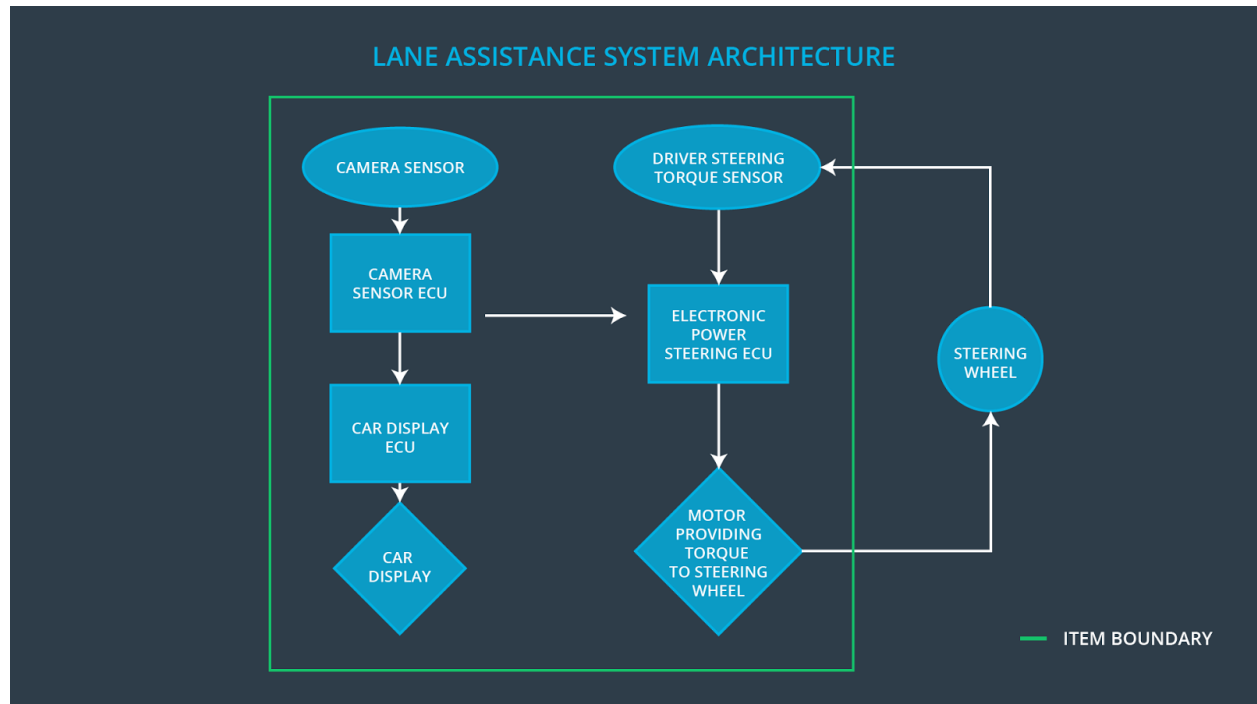 LANE ASSISTANCE SYSTEM ARCHITECTURE
CAMERA SENSOR
CAMERA
SENSOR ECU
CAR DISPLAY
ECU
CAR
DISPLAY
DRIVER STEERING
TORQUE SENSOR
ELECTRONIC
POWER
STEERING ECU
MOTOR
PROVIDING
TORQUE
TO STEERING
WHEEL
STEERING
WHEEL
ITEM BOUNDARY